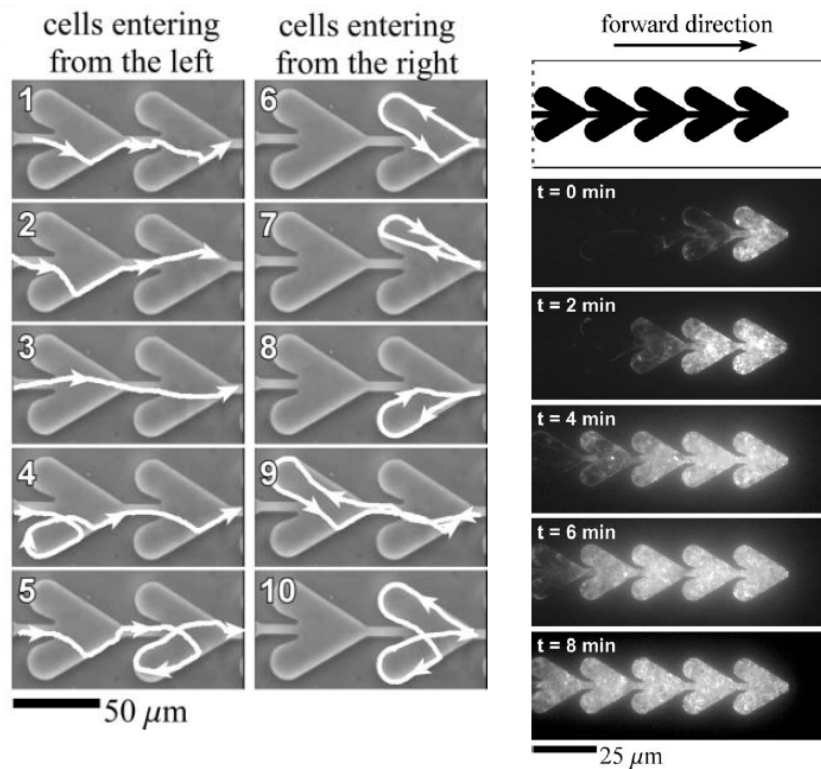 cells entering
from the left
cells entering
from the right
1
2
3
4
5
6
7
8
9
10
50 μm
forward direction
t = 0 min
t = 2 min
t = 4 min
t = 6 min
t = 8 min
25 μm